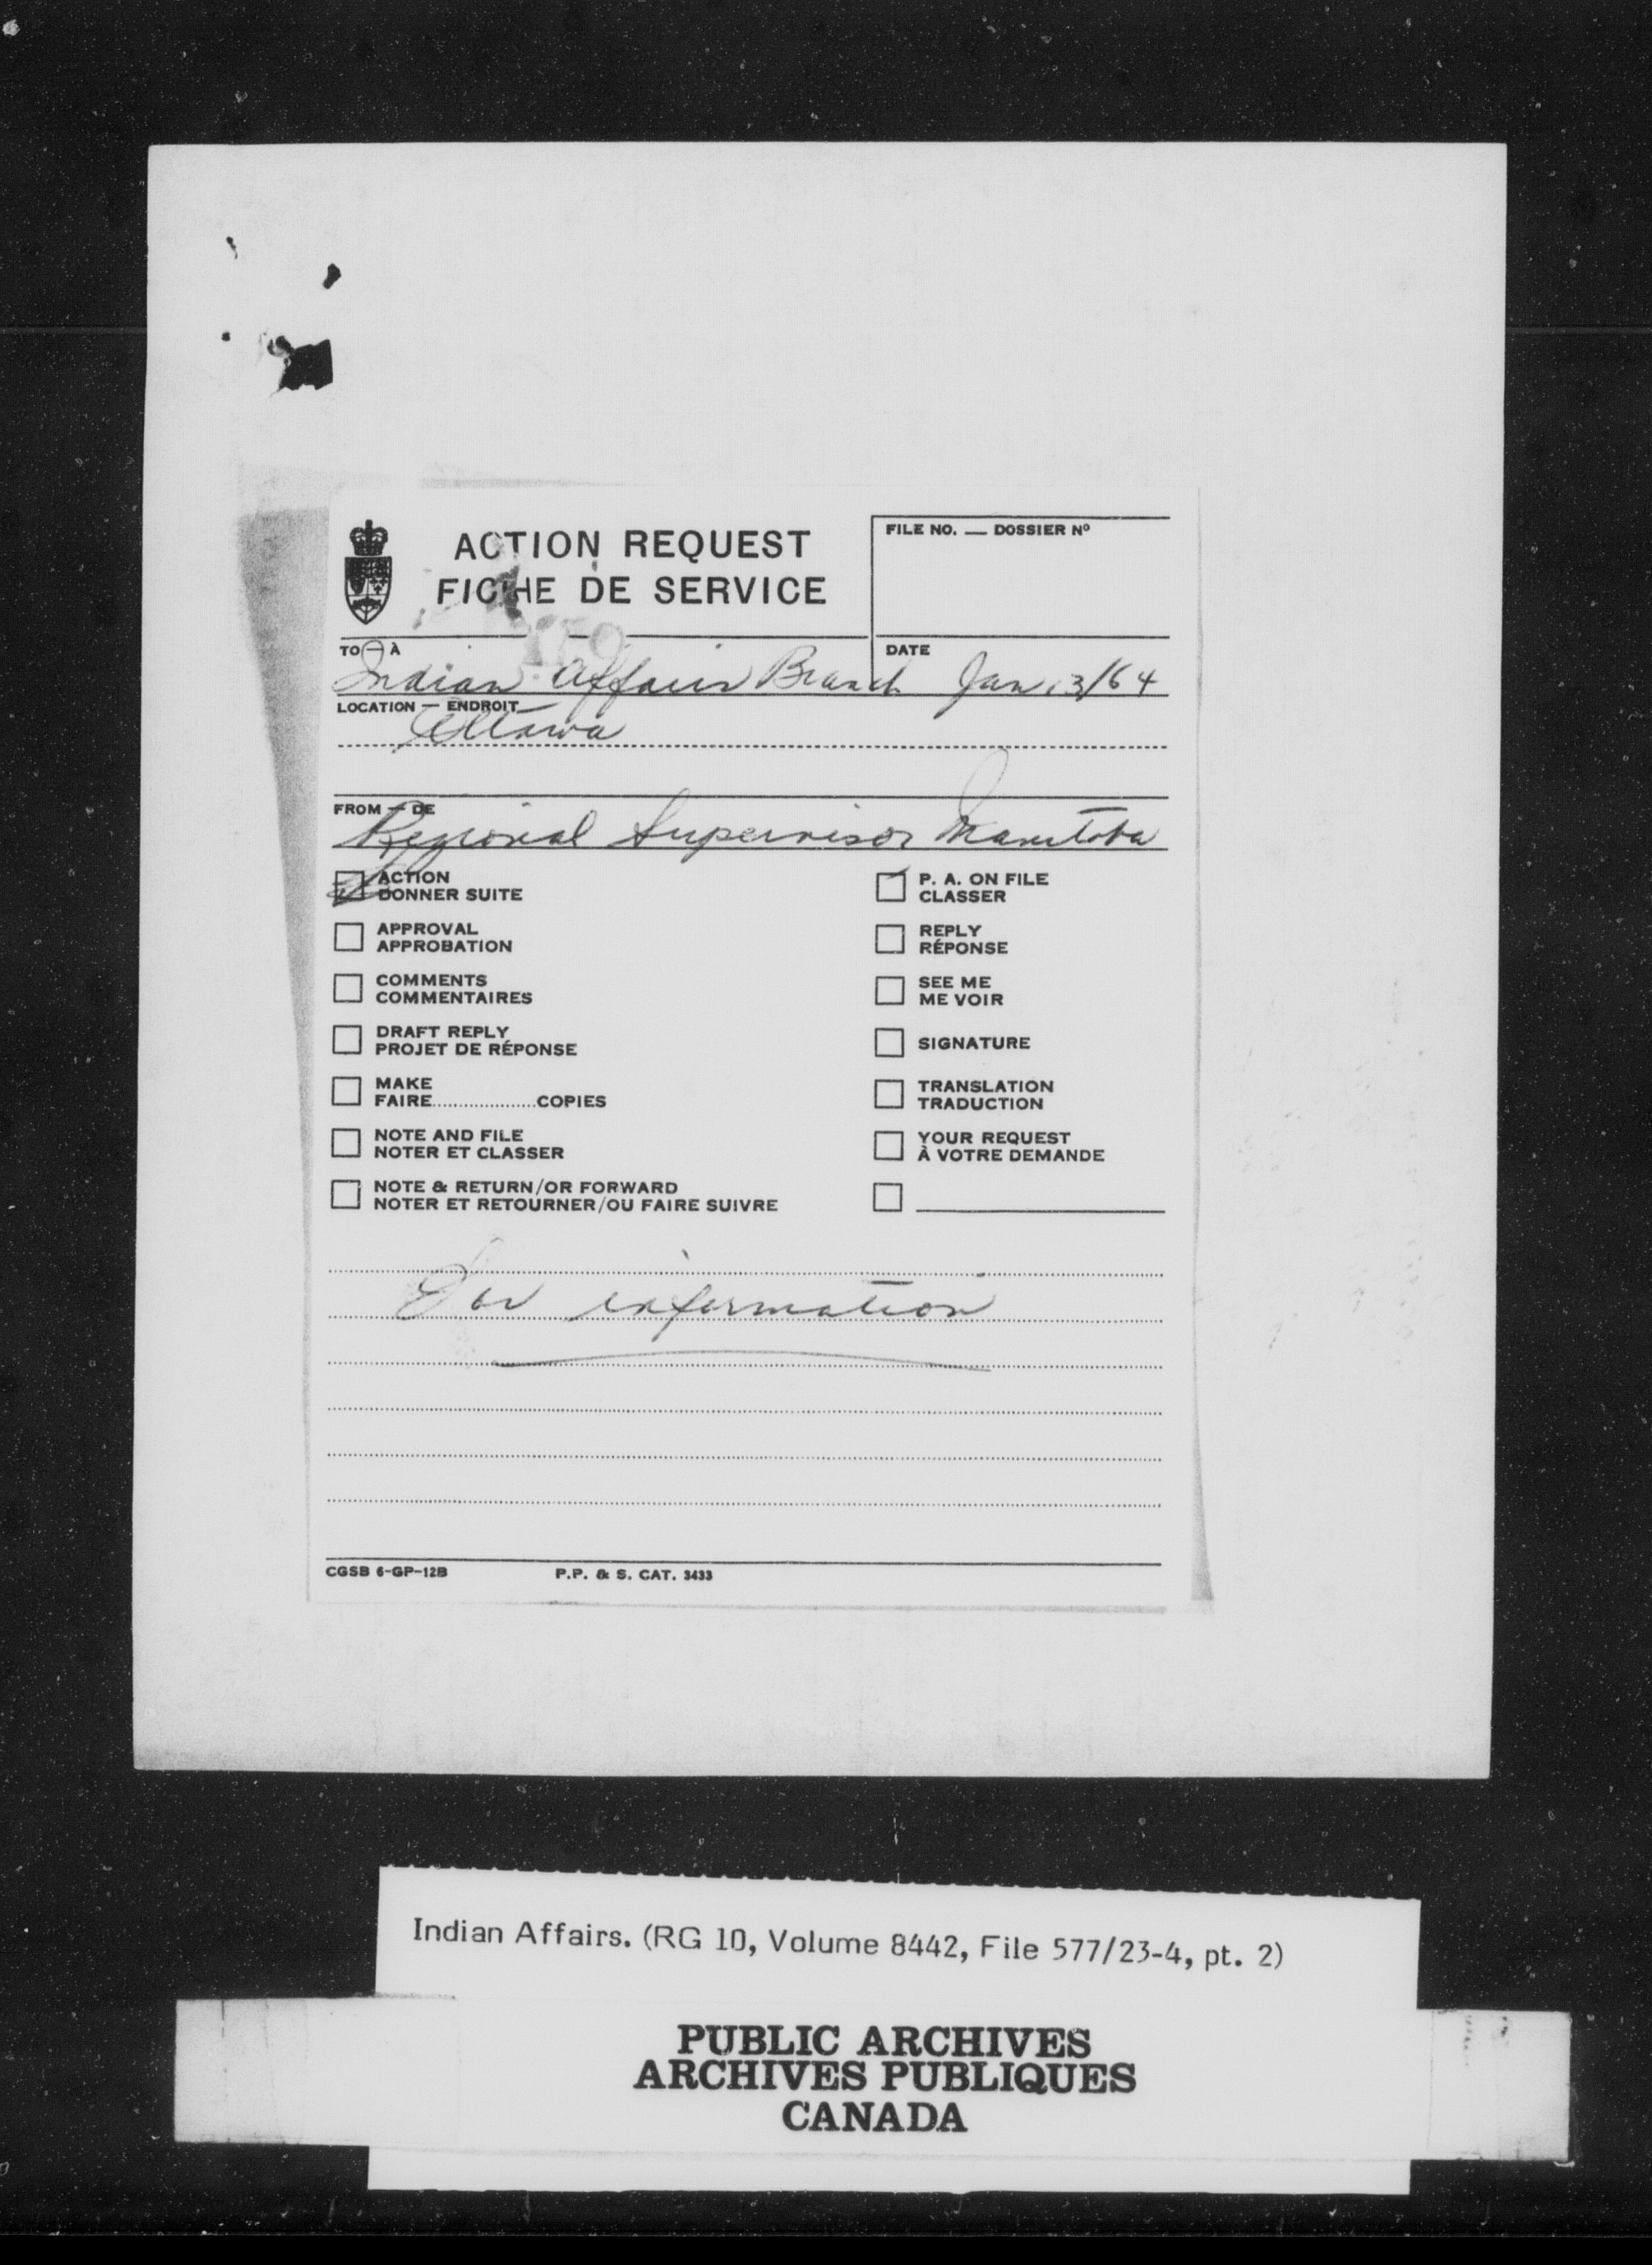 ACTION REQUEST
FICHE DE SERVICE
FILE NO. — DOSSIER Nº
TO — À
Indian Affairs Branch
DATE
Jan 13/64
LOCATION — ENDROIT
Ottawa
FROM — DE
Regional Supervisor Manitoba
ACTION
DONNER SUITE
P. A. ON FILE
CLASSER
APPROVAL
APPROBATION
REPLY
RÉPONSE
COMMENTS
COMMENTAIRES
SEE ME
ME VOIR
DRAFT REPLY
PROJET DE RÉPONSE
SIGNATURE
MAKE
FAIRE....................COPIES
TRANSLATION
TRADUCTION
NOTE AND FILE
NOTER ET CLASSER
YOUR REQUEST
À VOTRE DEMANDE
NOTE & RETURN/OR FORWARD
NOTER ET RETOURNER/OU FAIRE SUIVRE
For information
CGSB 6-GP-12B P.P. & S. CAT. 3433
Indian Affairs. (RG 10, Volume 8442, File 577/23-4, pt. 2)
PUBLIC ARCHIVES
ARCHIVES PUBLIQUES
CANADA